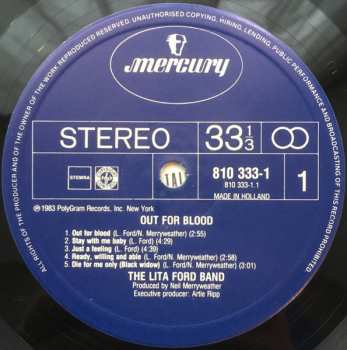 ALL RIGHTS OF THE PRODUCER AND OF THE OWNER OF THE WORK REPRODUCED RESERVED. UNAUTHORISED COPYING, HIRING, LENDING, PUBLIC PERFORMANCE AND BROADCASTING OF THIS RECORD PROHIBITED
mercury
STEREO
33 1/3
STEMRA
810 333-1
810 333-1.1
MADE IN HOLLAND
1
℗1983 PolyGram Records, Inc. New York
OUT FOR BLOOD
1. Out for blood (L. Ford/N. Merryweather) (2:55)
2. Stay with me baby (L. Ford) (4:29)
3. Just a feeling (L. Ford) (4:39)
4. Ready, willing and able (L. Ford/N. Merryweather) (2:58)
5. Die for me only (Black widow) (L. Ford/N. Merryweather) (3:01)
THE LITA FORD BAND
Produced by Neil Merryweather
Executive producer: Artie Ripp